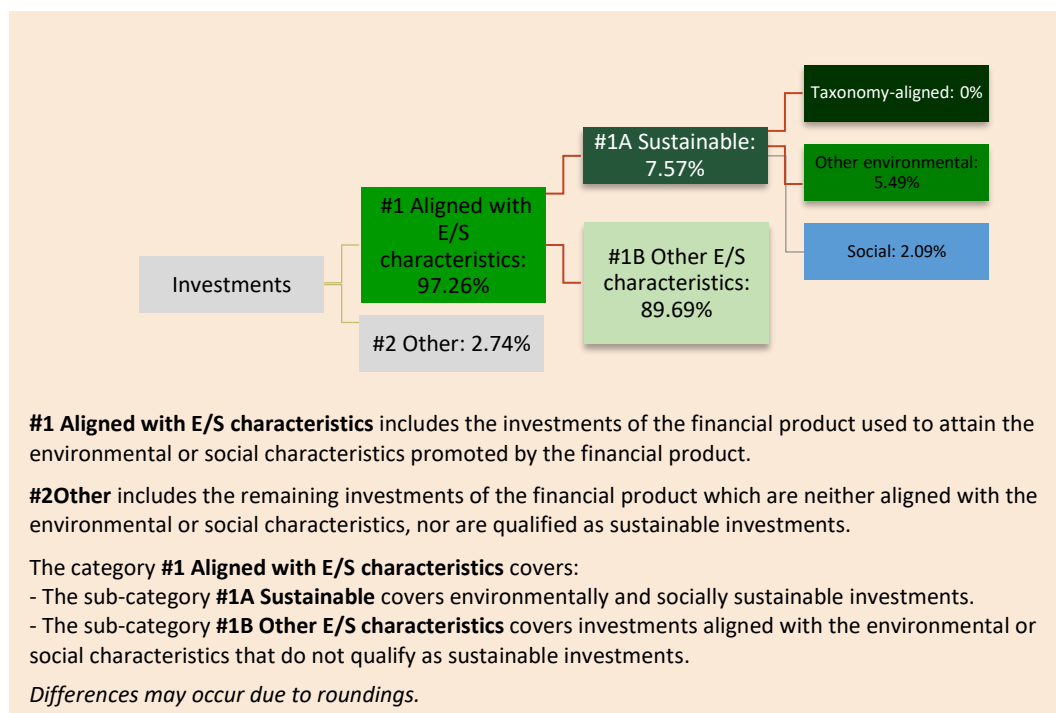 Taxonomy-aligned: 0%
#1A Sustainable:
7.57%
Other environmental:
5.49%
#1 Aligned with
E/S
characteristics:
97.26%
Social: 2.09%
#1B Other E/S
characteristics:
89.69%
Investments
#2 Other: 2.74%
#1 Aligned with E/S characteristics includes the investments of the financial product used to attain the
environmental or social characteristics promoted by the financial product.
#2Other includes the remaining investments of the financial product which are neither aligned with the
environmental or social characteristics, nor are qualified as sustainable investments.
The category #1 Aligned with E/S characteristics covers:
- The sub-category #1A Sustainable covers environmentally and socially sustainable investments.
- The sub-category #1B Other E/S characteristics covers investments aligned with the environmental or
social characteristics that do not qualify as sustainable investments.
Differences may occur due to roundings.